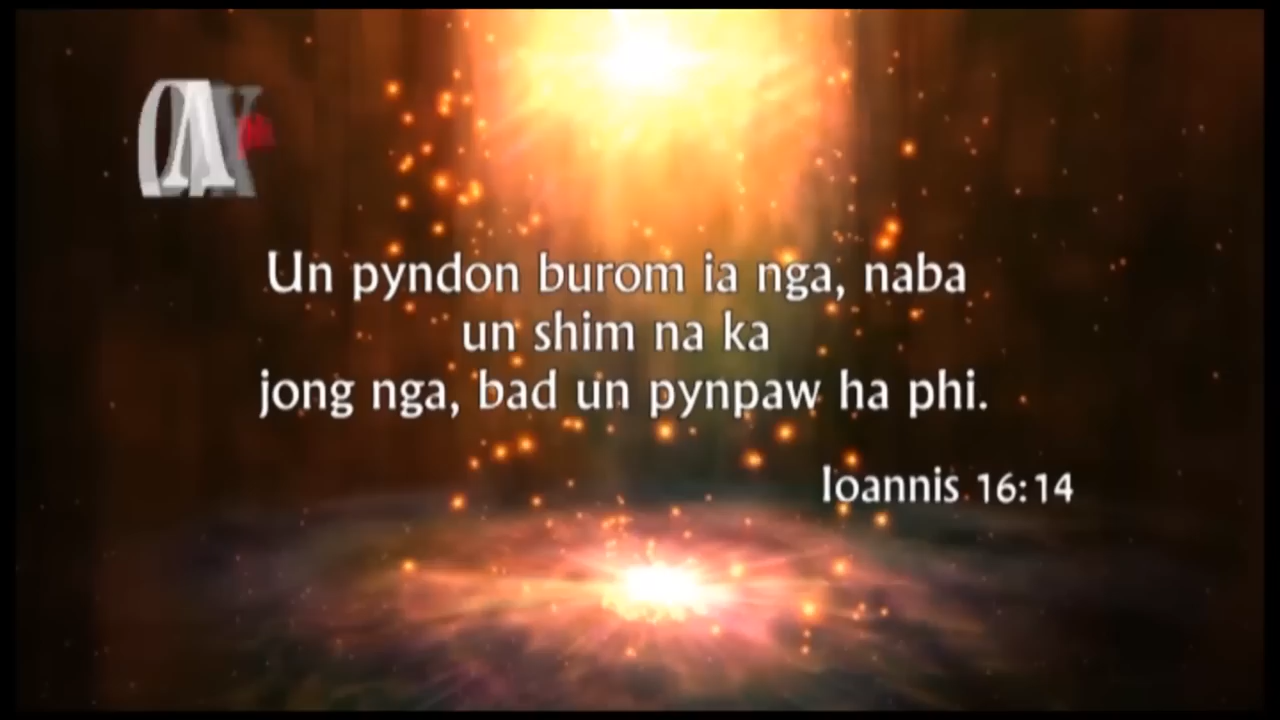 Un pyndon burom ia nga, naba
un shim na ka
jong nga, bad un pynpaw ha phi.
Ioannis 16:14